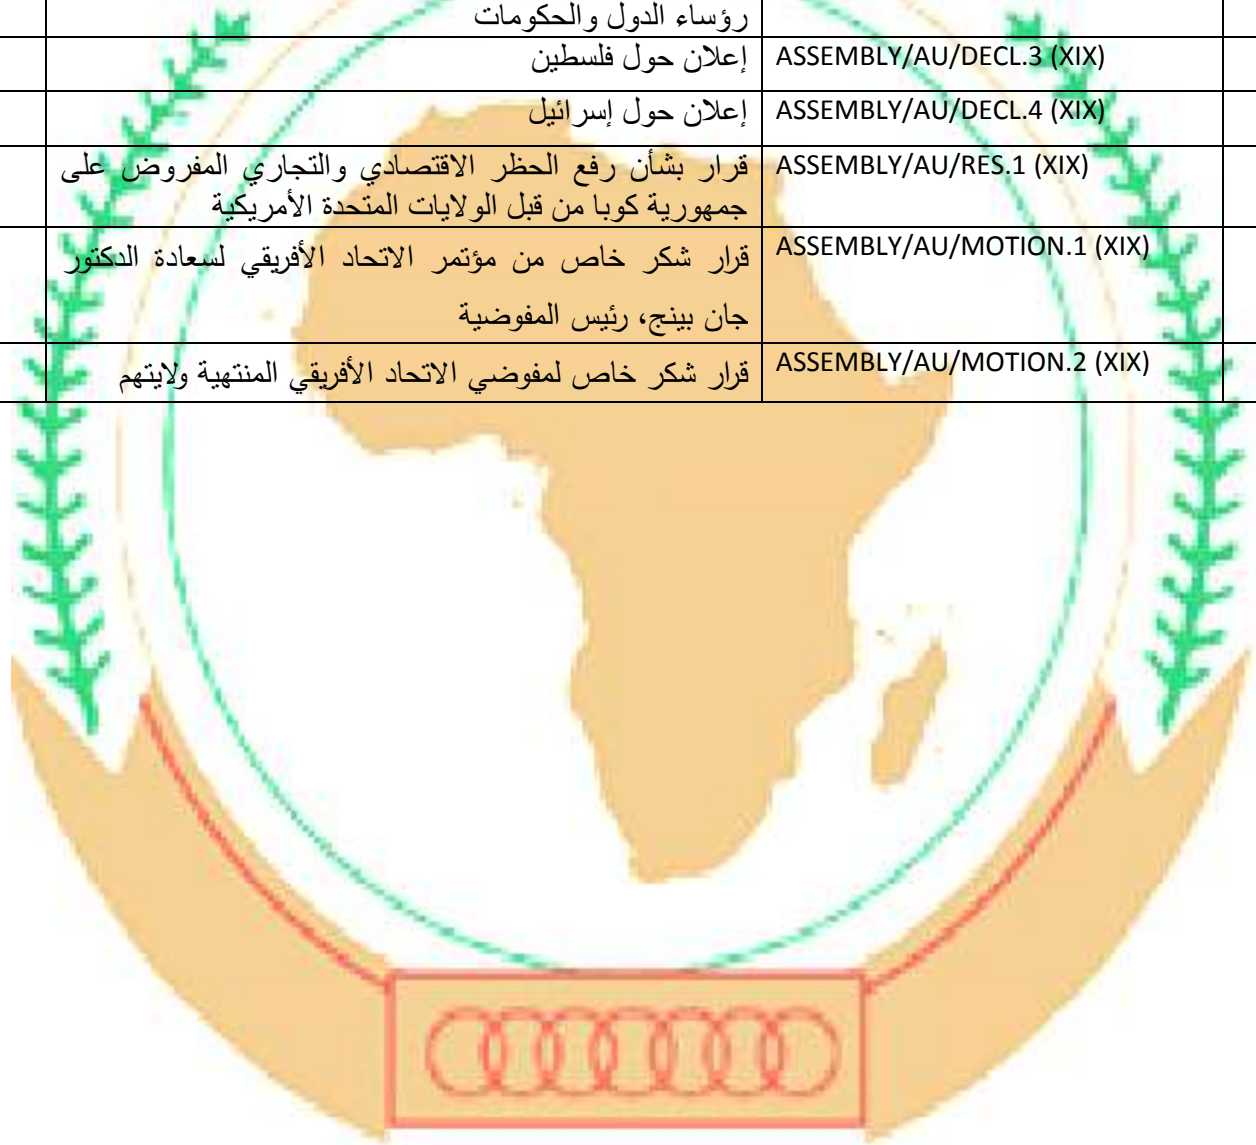 رؤساء الدول والحكومات
ASSEMBLY/AU/DECL.3 (XIX) إعلان حول فلسطين
ASSEMBLY/AU/DECL.4 (XIX) إعلان حول إسرائيل
ASSEMBLY/AU/RES.1 (XIX) قرار بشأن رفع الحظر الاقتصادي والتجاري المفروض على
جمهورية كوبا من قبل الولايات المتحدة الأمريكية
ASSEMBLY/AU/MOTION.1 (XIX) قرار شكر خاص من مؤتمر الاتحاد الأفريقي لسعادة الدكتور
جان بينج، رئيس المفوضية
ASSEMBLY/AU/MOTION.2 (XIX) قرار شكر خاص لمفوضي الاتحاد الأفريقي المنتهية ولايتهم